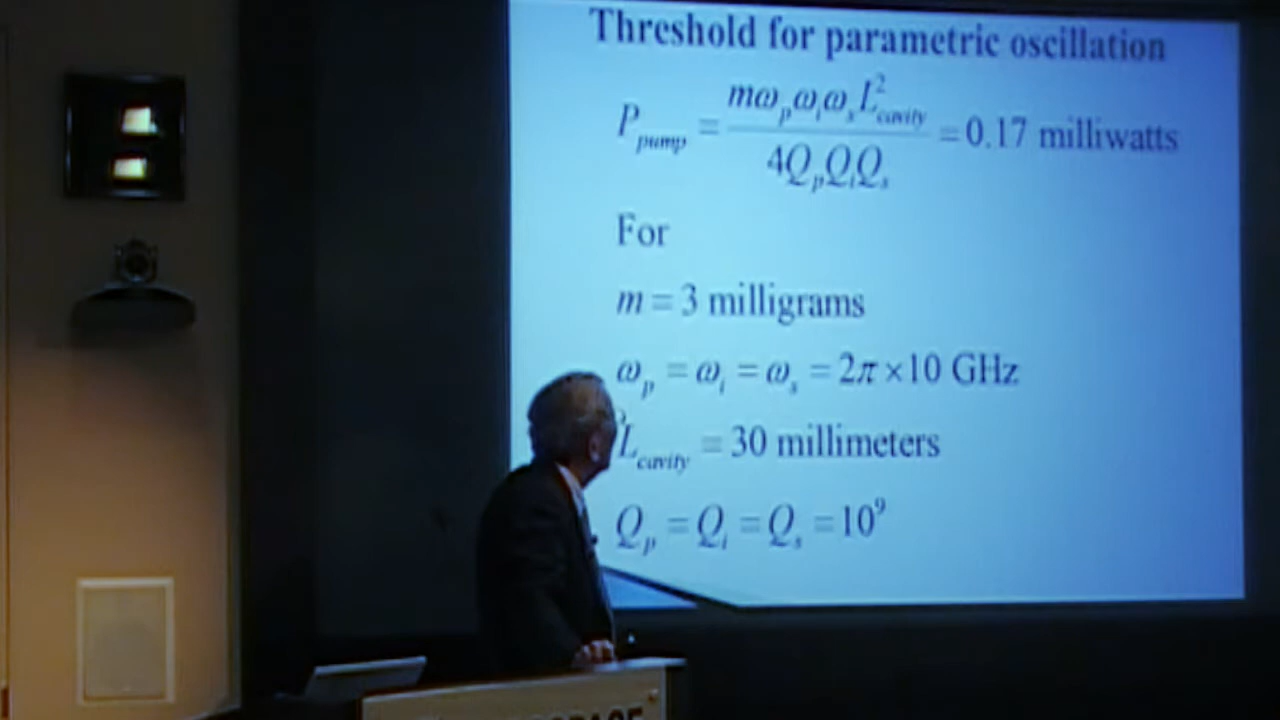 Threshold for parametric oscillation
P_pump = mω_pω_iω_sL²_cavity / 4Q_pQ_iQ_s = 0.17 milliwatts
For
m = 3 milligrams
ω_p = ω_i = ω_s = 2π×10 GHz
L_cavity = 30 millimeters
Q_p = Q_i = Q_s = 10⁹